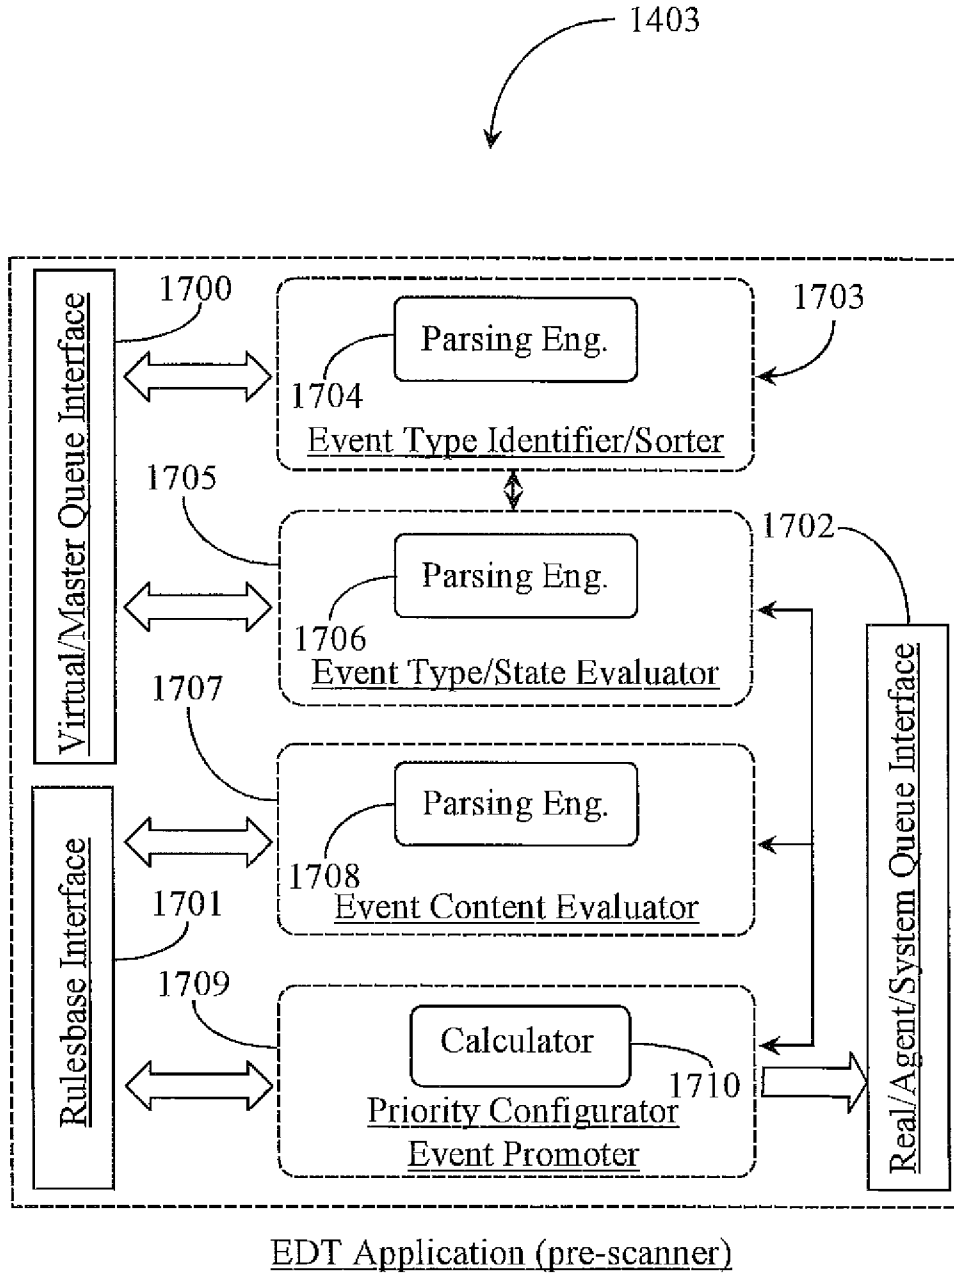 1403
1700
1703
Parsing Eng.
1704
Event Type Identifier/Sorter
Virtual/Master Queue Interface
1705
1702
Parsing Eng.
1706
Event Type/State Evaluator
1707
Parsing Eng.
1708
Event Content Evaluator
Rulesbase Interface
1701
Real/Agent/System Queue Interface
1709
Calculator
1710
Priority Configurator
Event Promoter
EDT Application (pre-scanner)